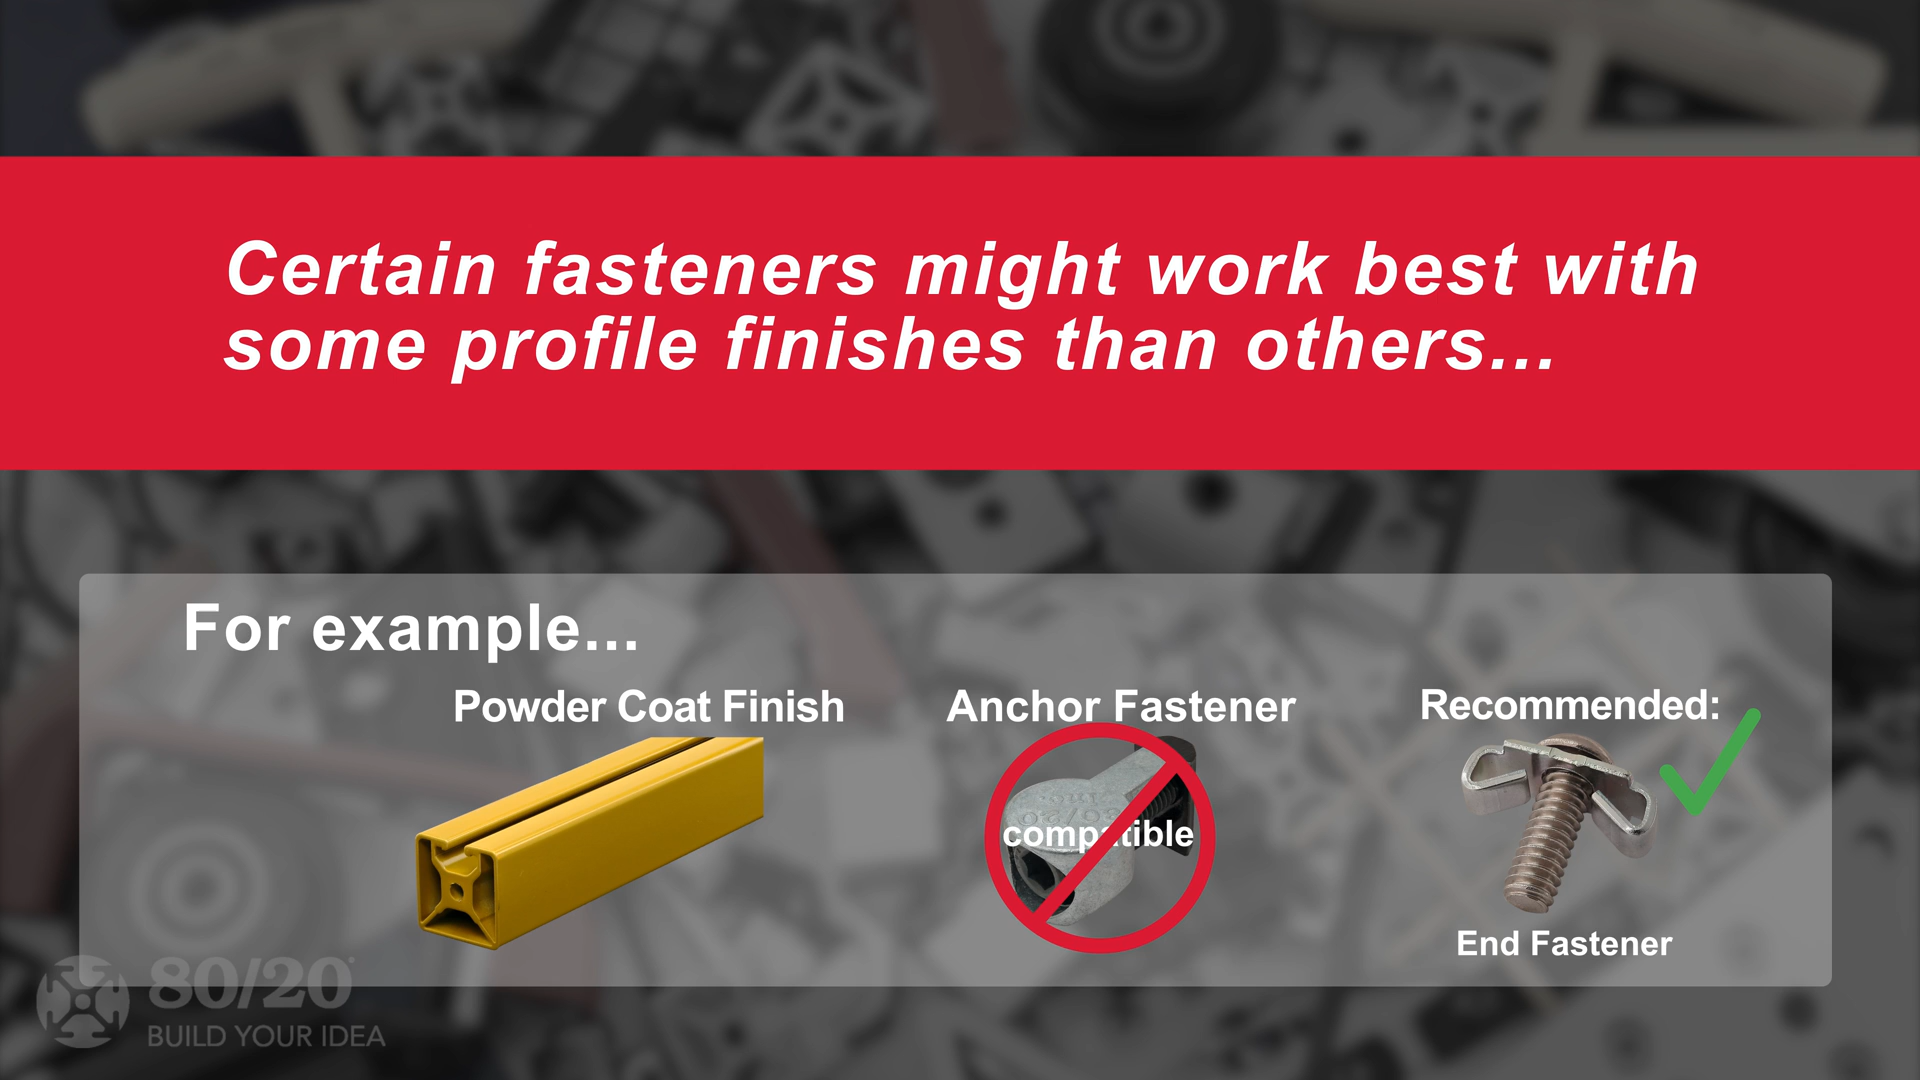 Certain fasteners might work best with
some profile finishes than others...
For example...
Powder Coat Finish
Anchor Fastener
Recommended:
compatible
End Fastener
80/20
BUILD YOUR IDEA